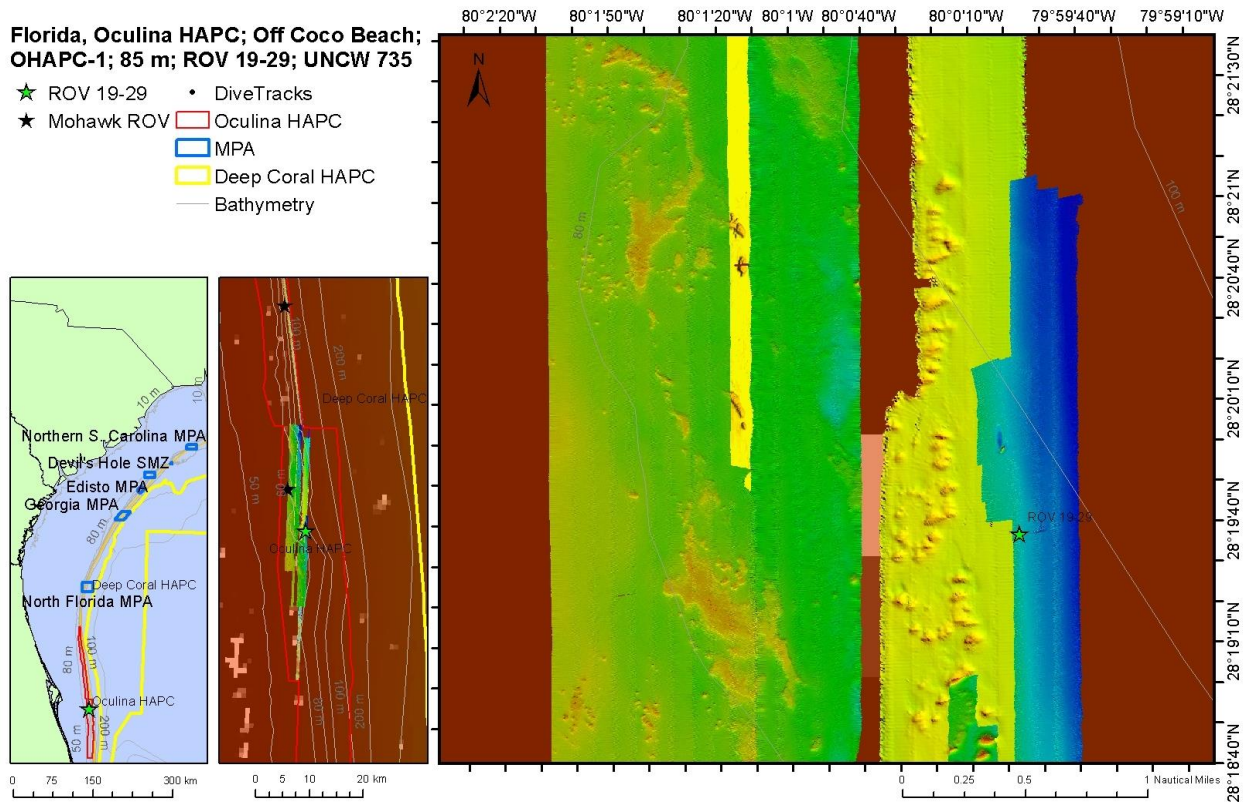 Florida, Oculina HAPC; Off Coco Beach;
OHAPC-1; 85 m; ROV 19-29; UNCW 735
ROV 19-29
DiveTracks
Mohawk ROV
Oculina HAPC
MPA
Deep Coral HAPC
Bathymetry
10 m
10 m
Northern S. Carolina MPA
Devil's Hole SMZ
Edisto MPA
Georgia MPA
80 m
Deep Coral HAPC
North Florida MPA
80 m
100 m
Oculina HAPC
50 m
200 m
0 75 150 300 km
100 m
200 m
Deep Coral HAPC
50 m
Oculina HAPC
80 m
100 m
200 m
0 5 10 20 km
80°2'20"W 80°1'50"W 80°1'20"W 80°1'W 80°0'40"W 80°0'10"W 79°59'40"W 79°59'10"W
N
80 m
100 m
ROV 19-29
28°21'30"N
28°21'N
28°20'40"N
28°20'10"N
28°19'40"N
28°19'10"N
28°18'40"N
0 0.25 0.5 1 Nautical Miles